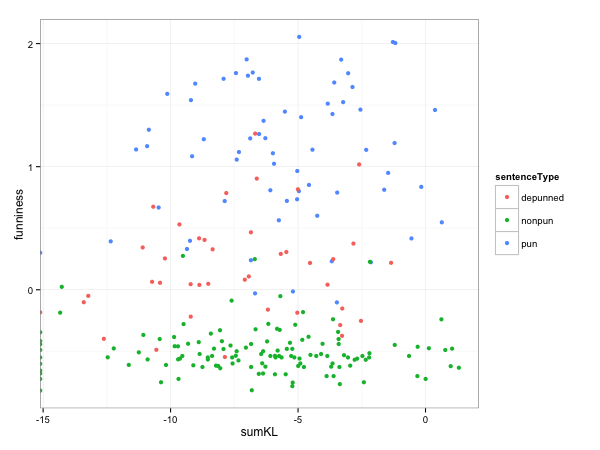 2
1
0
funniness
-15
-10
-5
0
sumKL
sentenceType
depunned
nonpun
pun